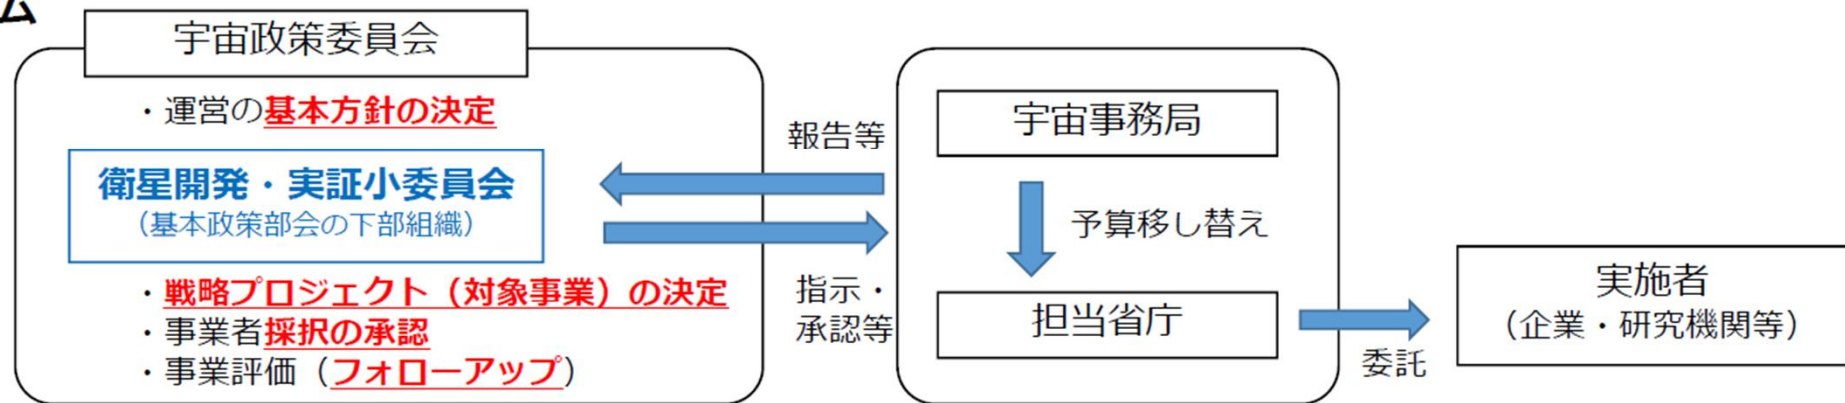 ム
宇宙政策委員会
・運営の基本方針の決定
衛星開発・実証小委員会
（基本政策部会の下部組織）
・戦略プロジェクト（対象事業）の決定
・事業者採択の承認
・事業評価（フォローアップ）
報告等
指示・
承認等
宇宙事務局
予算移し替え
担当省庁
委託
実施者
（企業・研究機関等）